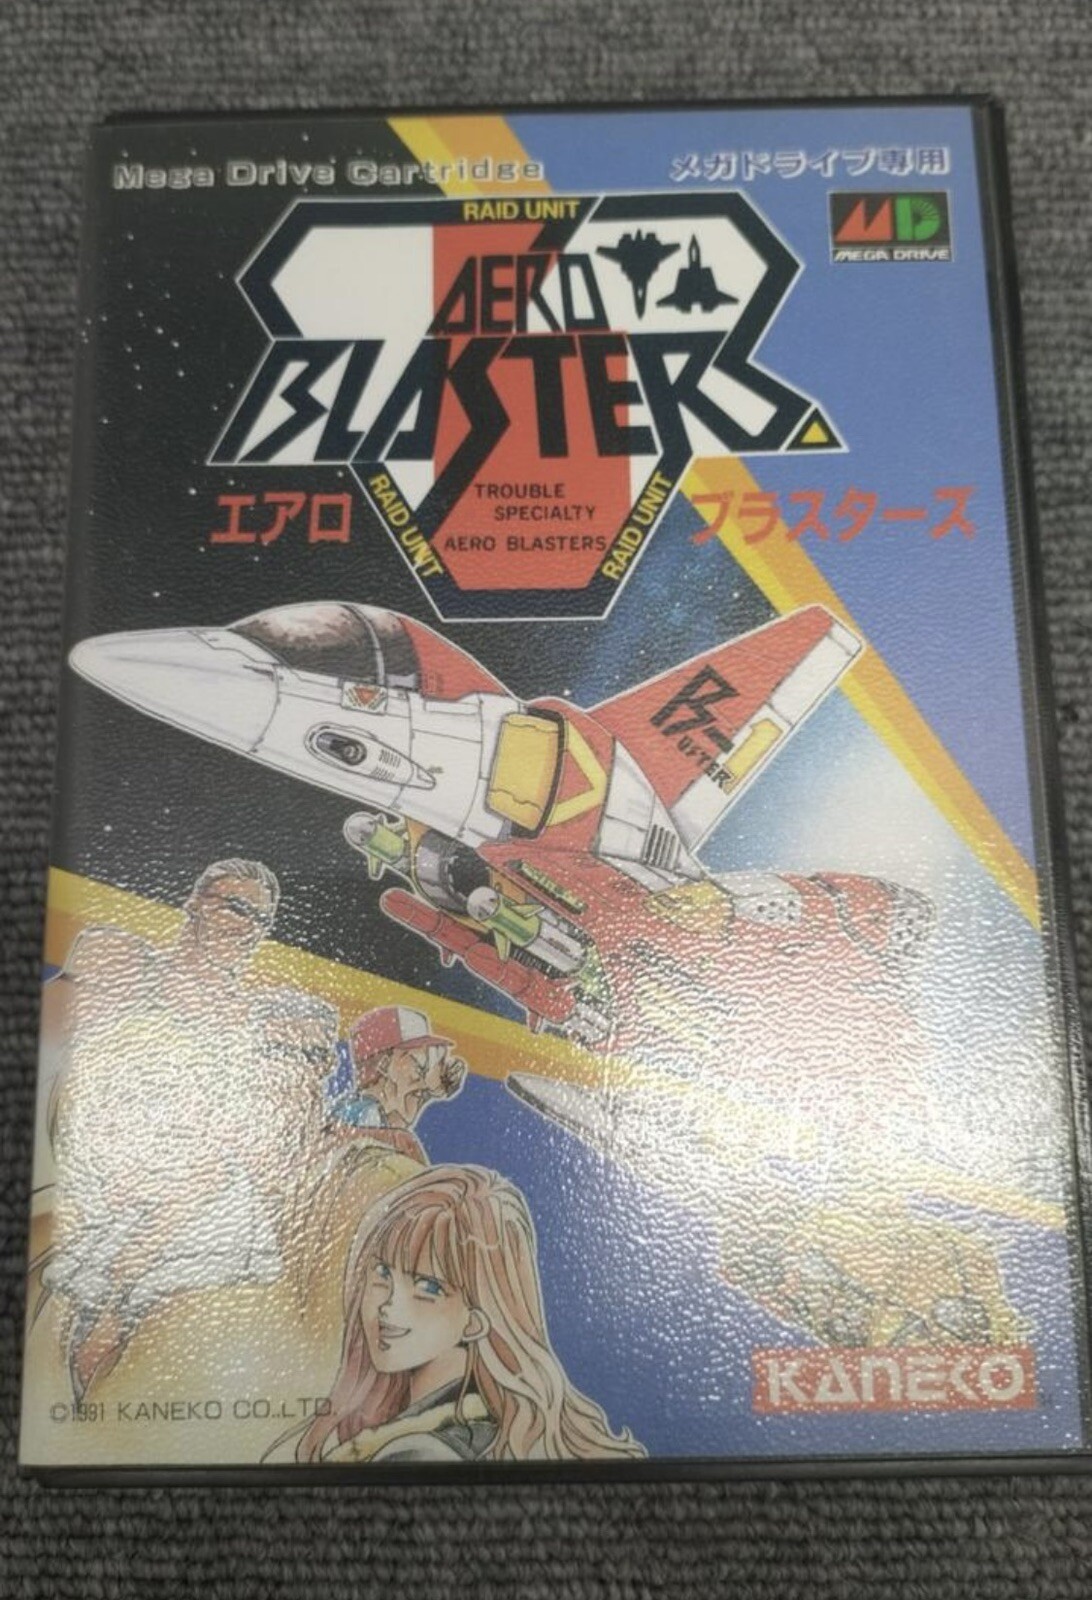 Mega Drive Cartridge
メガドライブ専用
MEGA DRIVE
RAID UNIT
AERO
BLASTERS
エアロ
ブラスターズ
RAID UNIT
TROUBLE
SPECIALTY
AERO BLASTERS
RAID UNIT
B-
USTER
KANEKO
©1991 KANEKO CO.,LTD.